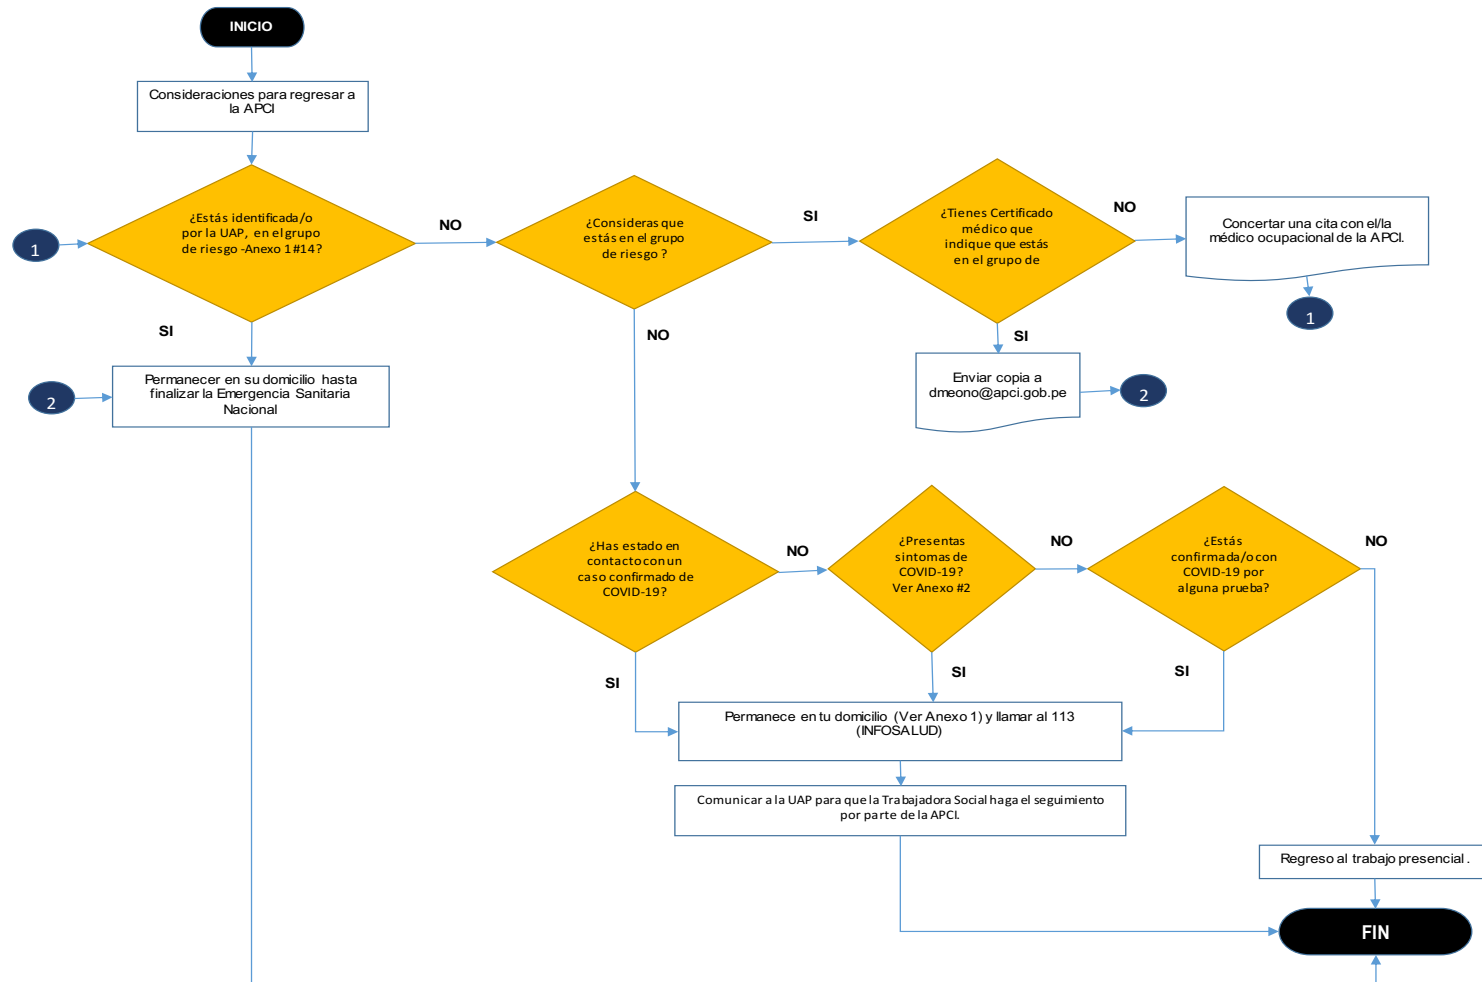 INICIO
Consideraciones para regresar a
la APCI
¿Estás identificada/o
por la UAP, en el grupo
de riesgo -Anexo 1#14?
NO
¿Consideras que
estás en el grupo
de riesgo ?
SI
¿Tienes Certificado
médico que
indique que estás
en el grupo de
NO
Concertar una cita con el/la
médico ocupacional de la APCI.
1
1
SI
NO
SI
Permanecer en su domicilio hasta
finalizar la Emergencia Sanitaria
Nacional
2
Enviar copia a
dmeono@apci.gob.pe
2
¿Has estado en
contacto con un
caso confirmado de
COVID-19?
NO
¿Presentas
sintomas de
COVID-19?
Ver Anexo #2
NO
¿Estás
confirmada/o con
COVID-19 por
alguna prueba?
NO
SI
SI
SI
Permanece en tu domicilio (Ver Anexo 1) y llamar al 113
(INFOSALUD)
Comunicar a la UAP para que la Trabajadora Social haga el seguimiento
por parte de la APCI.
Regreso al trabajo presencial.
FIN